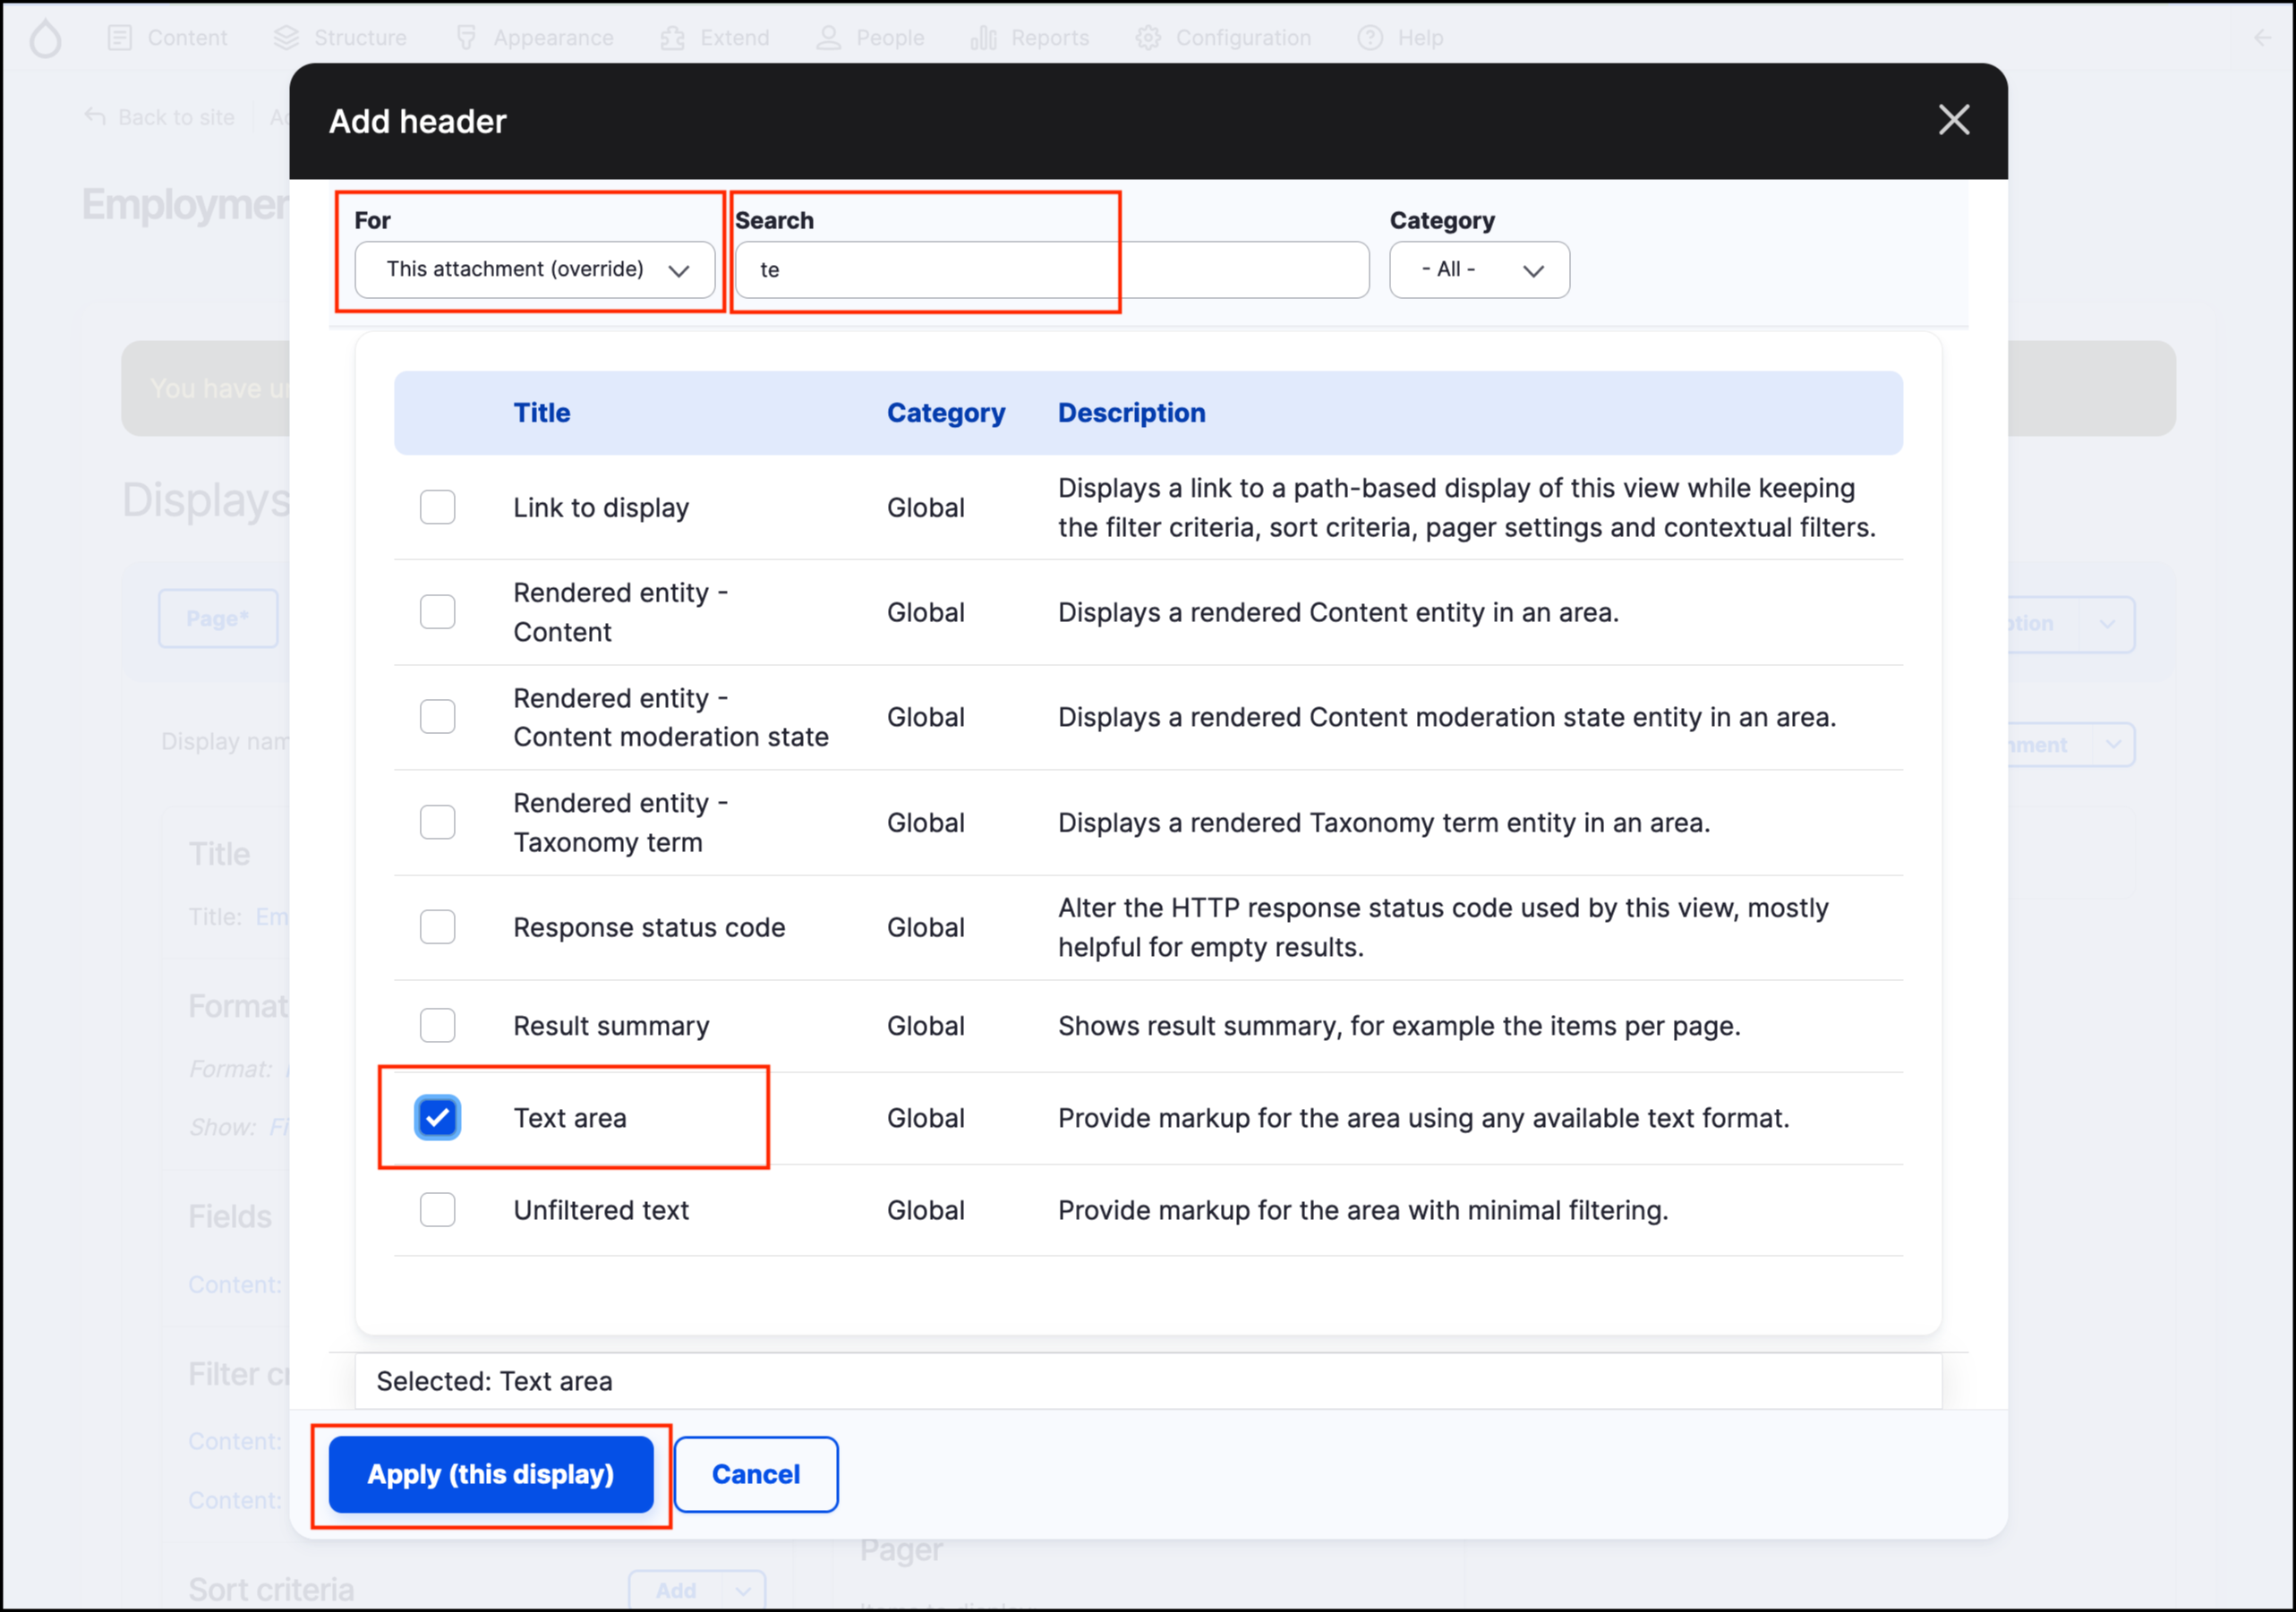 Content Structure Appearance Extend People Reports Configuration Help
Back to site
Add header
Employmen
For Search Category
This attachment (override) te - All -
You have
Title Category Description
Displays
Link to display Global Displays a link to a path-based display of this view while keeping
the filter criteria, sort criteria, pager settings and contextual filters.
Rendered entity -
Content Global Displays a rendered Content entity in an area.
Page*
Rendered entity -
Content moderation state Global Displays a rendered Content moderation state entity in an area.
Display nam
Rendered entity -
Taxonomy term Global Displays a rendered Taxonomy term entity in an area.
Title
Title: Em
Response status code Global Alter the HTTP response status code used by this view, mostly
helpful for empty results.
Format
Result summary Global Shows result summary, for example the items per page.
Format:
Text area Global Provide markup for the area using any available text format.
Show: Fi
Unfiltered text Global Provide markup for the area with minimal filtering.
Fields
Content:
Filter cr
Selected: Text area
Content:
Apply (this display) Cancel
Content:
Pager
Sort criteria Add